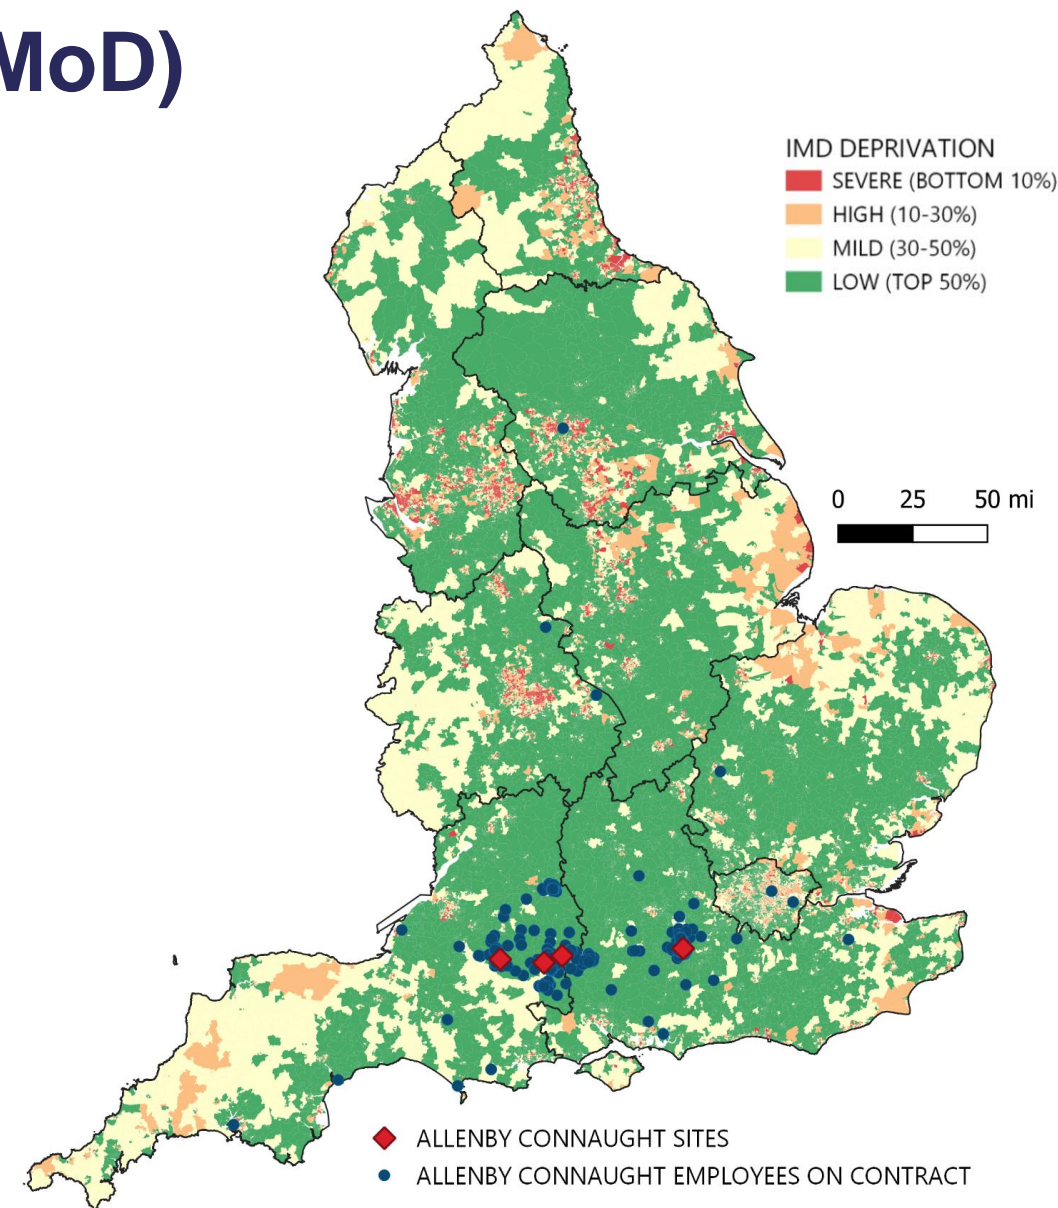 MoD)
IMD DEPRIVATION
SEVERE (BOTTOM 10%)
HIGH (10-30%)
MILD (30-50%)
LOW (TOP 50%)
0 25 50 mi
ALLENBY CONNAUGHT SITES
ALLENBY CONNAUGHT EMPLOYEES ON CONTRACT